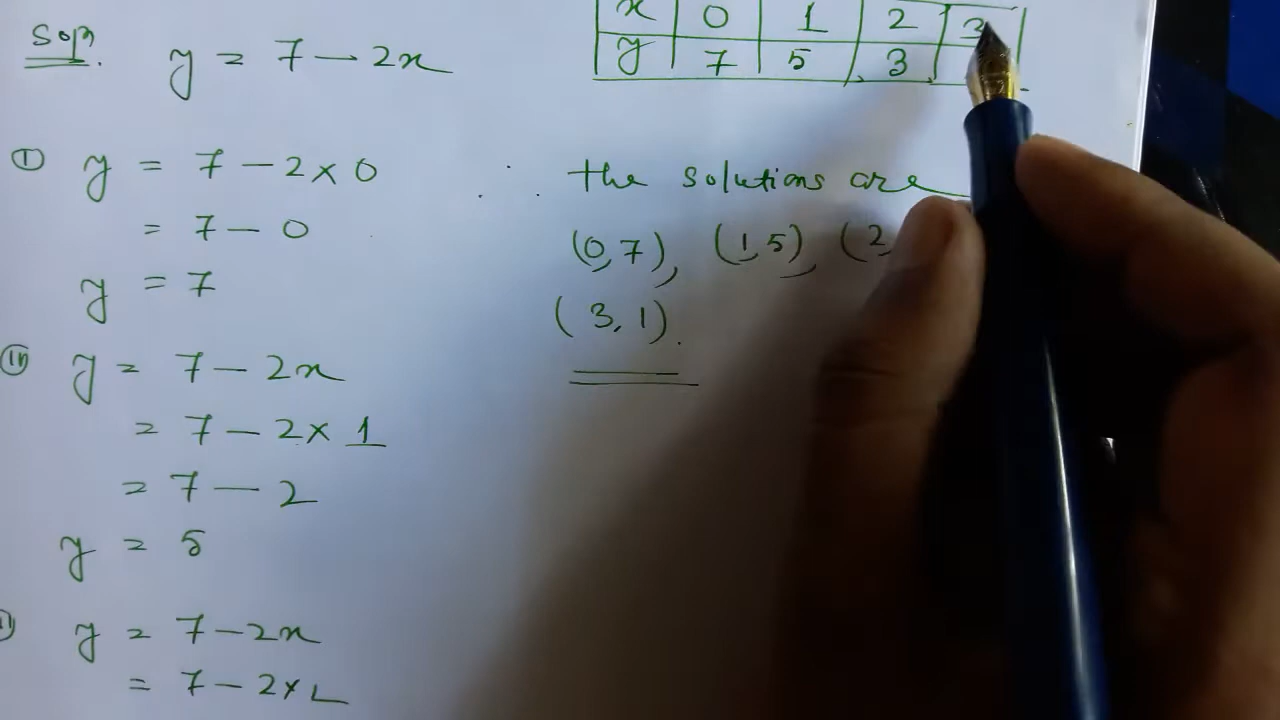 Soln.
y = 7 - 2x
x 0 1 2 3
y 7 5 3
(i) y = 7 - 2 × 0
= 7 - 0
y = 7
(ii) y = 7 - 2x
= 7 - 2 × 1
= 7 - 2
y = 5
y = 7 - 2x
= 7 - 2 × 2
∴ the solutions are
(0, 7), (1, 5), (2,
(3, 1).